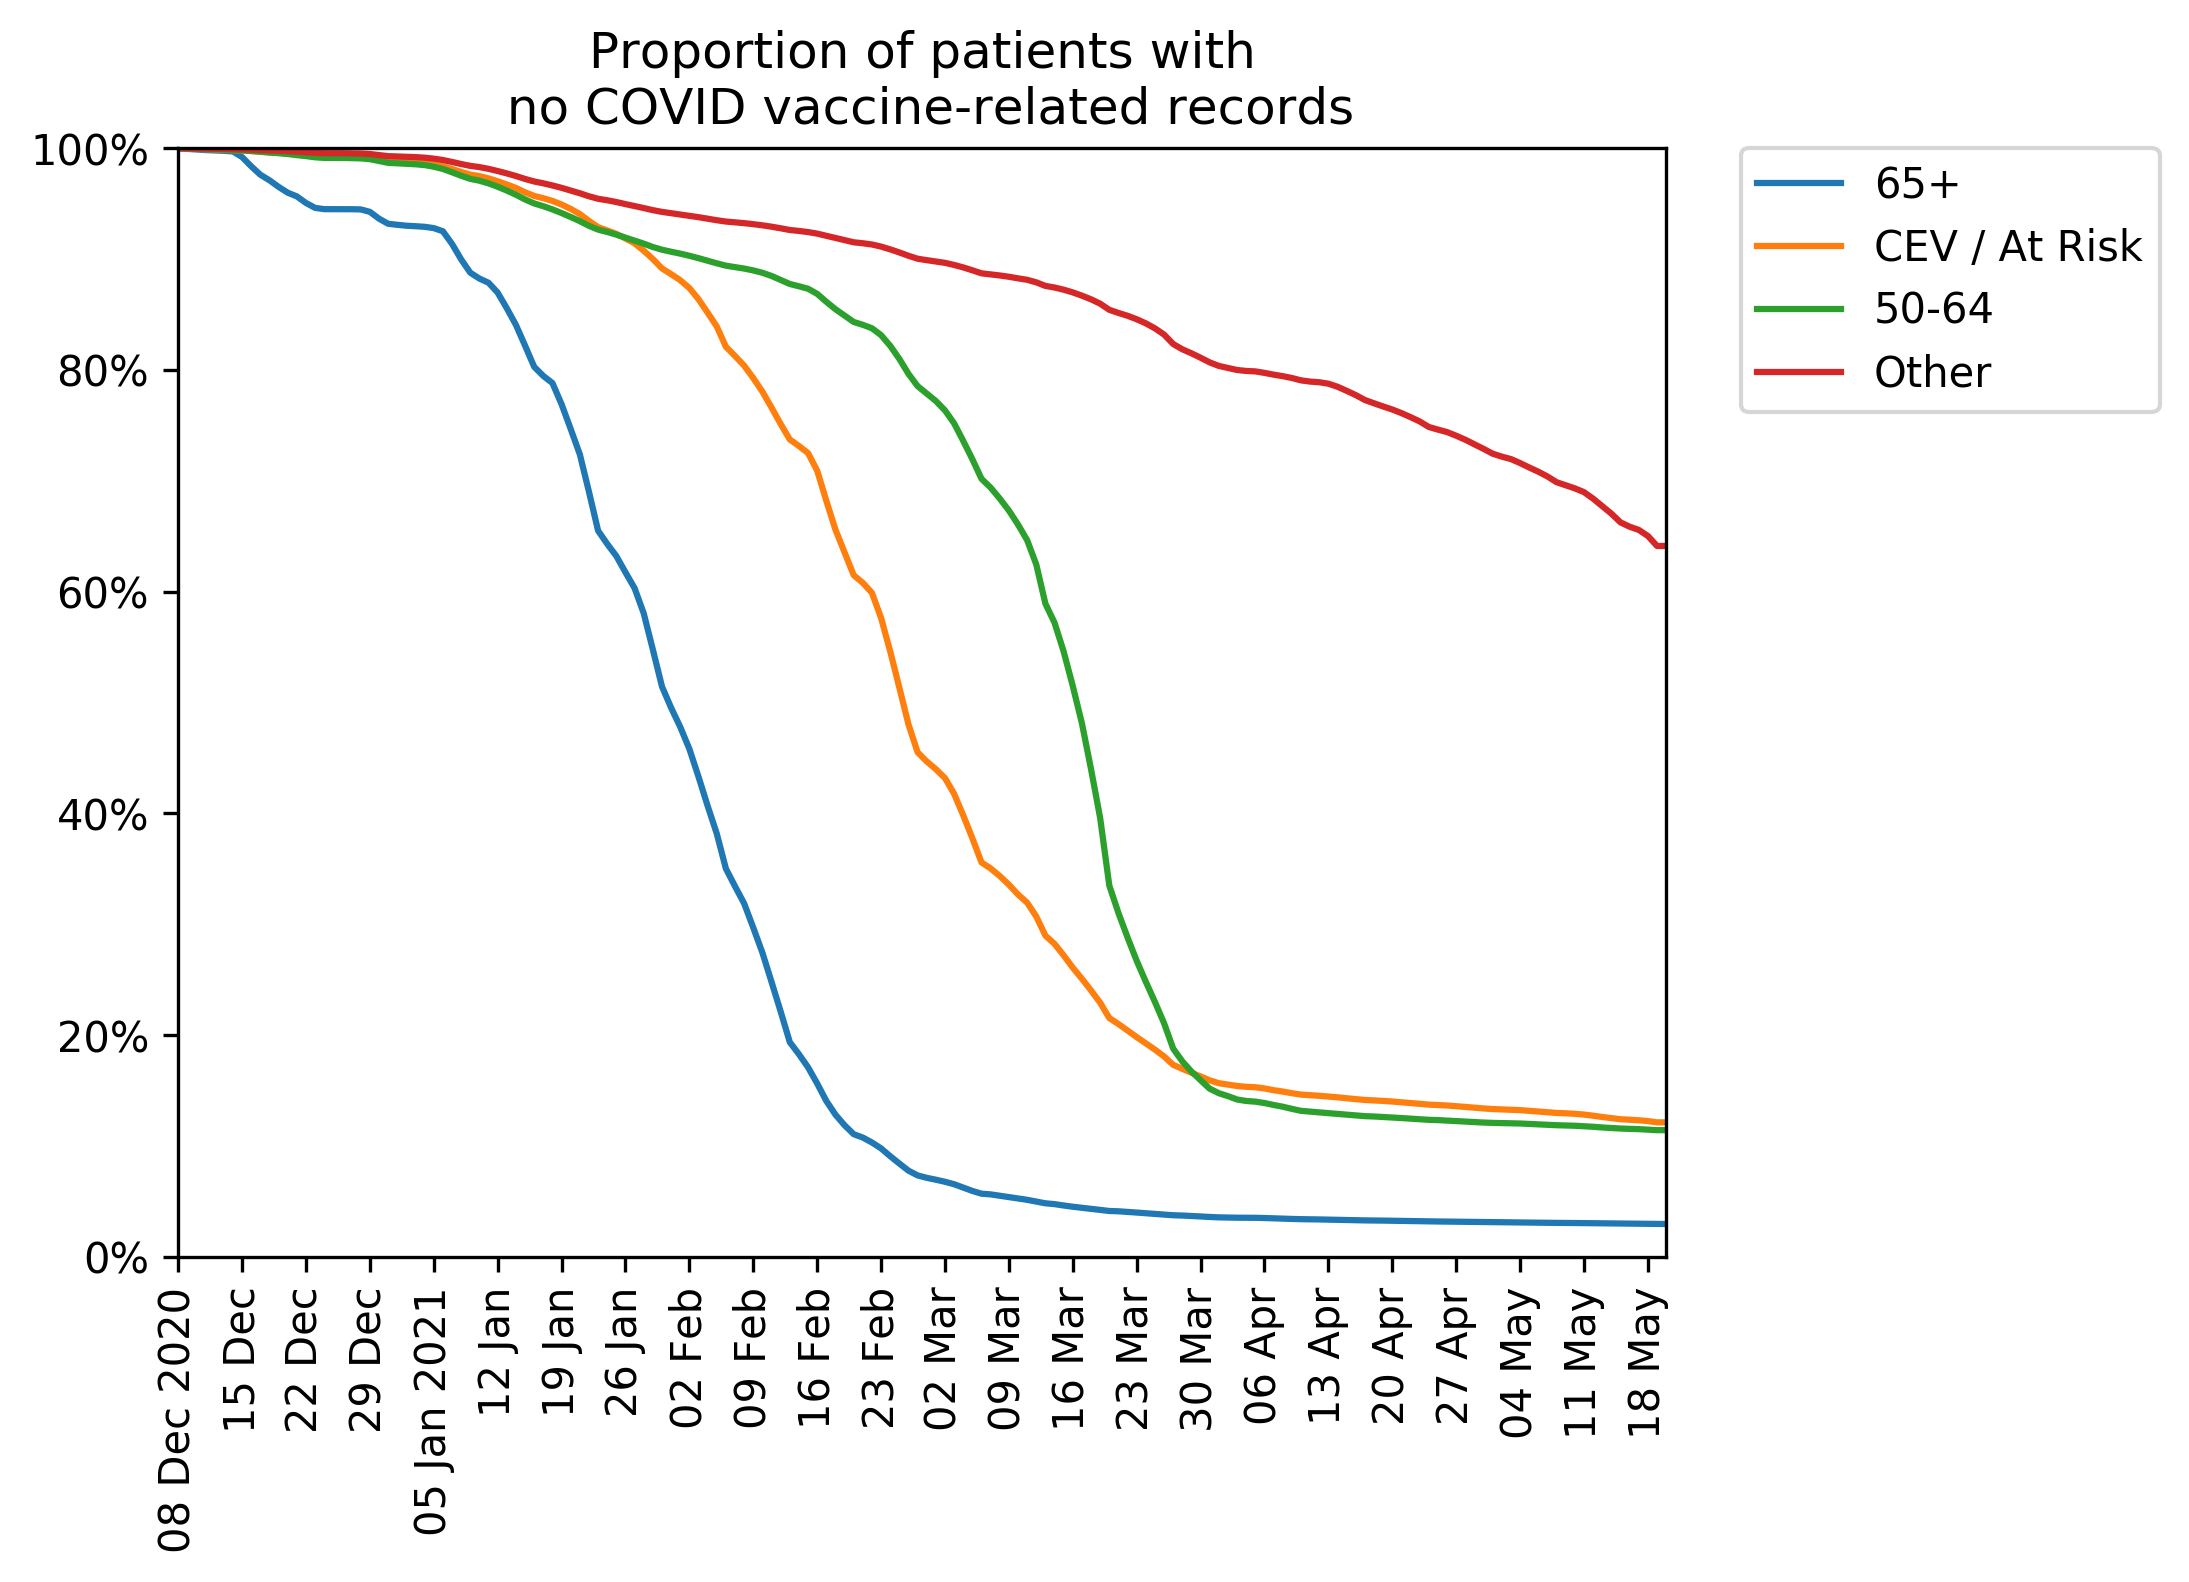 Proportion of patients with
no COVID vaccine-related records
100%
80%
60%
40%
20%
0%
08 Dec 2020
15 Dec
22 Dec
29 Dec
05 Jan 2021
12 Jan
19 Jan
26 Jan
02 Feb
09 Feb
16 Feb
23 Feb
02 Mar
09 Mar
16 Mar
23 Mar
30 Mar
06 Apr
13 Apr
20 Apr
27 Apr
04 May
11 May
18 May
65+
CEV / At Risk
50-64
Other